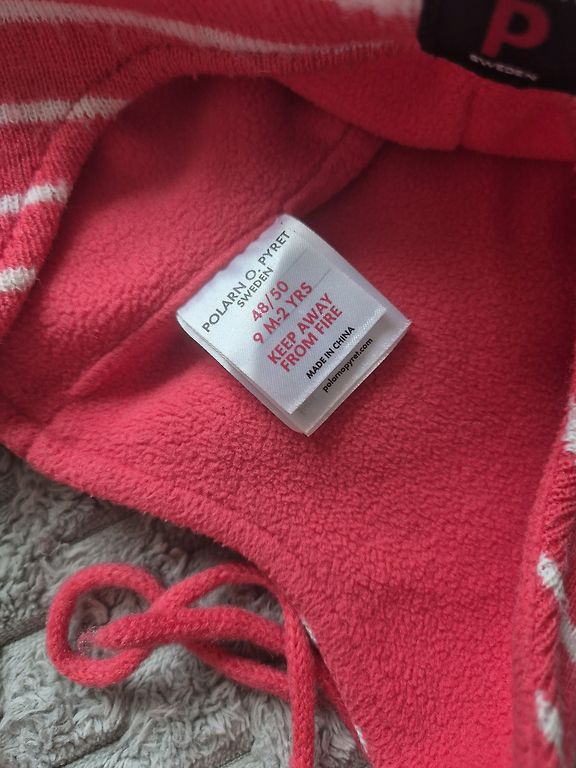 P
SWEDEN
POLARN O. PYRET
SWEDEN
48/50
9 M-2 YRS
KEEP AWAY
FROM FIRE
MADE IN CHINA
polarnopyret.com